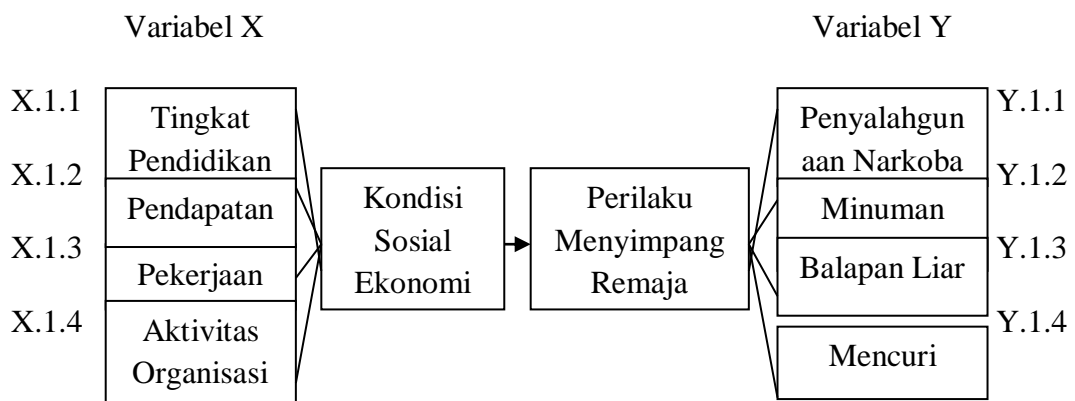 Variabel X
Variabel Y
X.1.1
Tingkat
Pendidikan
X.1.2
Pendapatan
X.1.3
Pekerjaan
X.1.4
Aktivitas
Organisasi
Kondisi
Sosial
Ekonomi
Perilaku
Menyimpang
Remaja
Penyalahgun
aan Narkoba
Y.1.1
Minuman
Y.1.2
Balapan Liar
Y.1.3
Mencuri
Y.1.4